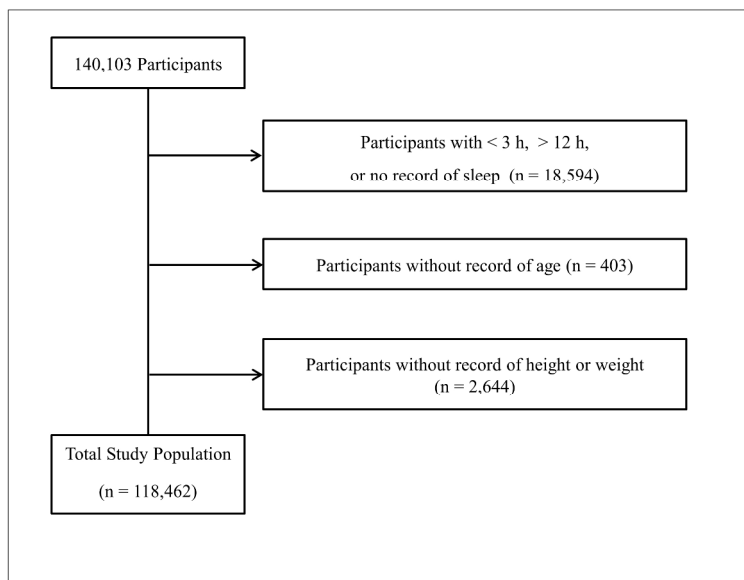 140,103 Participants
Participants with < 3 h, > 12 h,
or no record of sleep (n = 18,594)
Participants without record of age (n = 403)
Participants without record of height or weight
(n = 2,644)
Total Study Population
(n = 118,462)